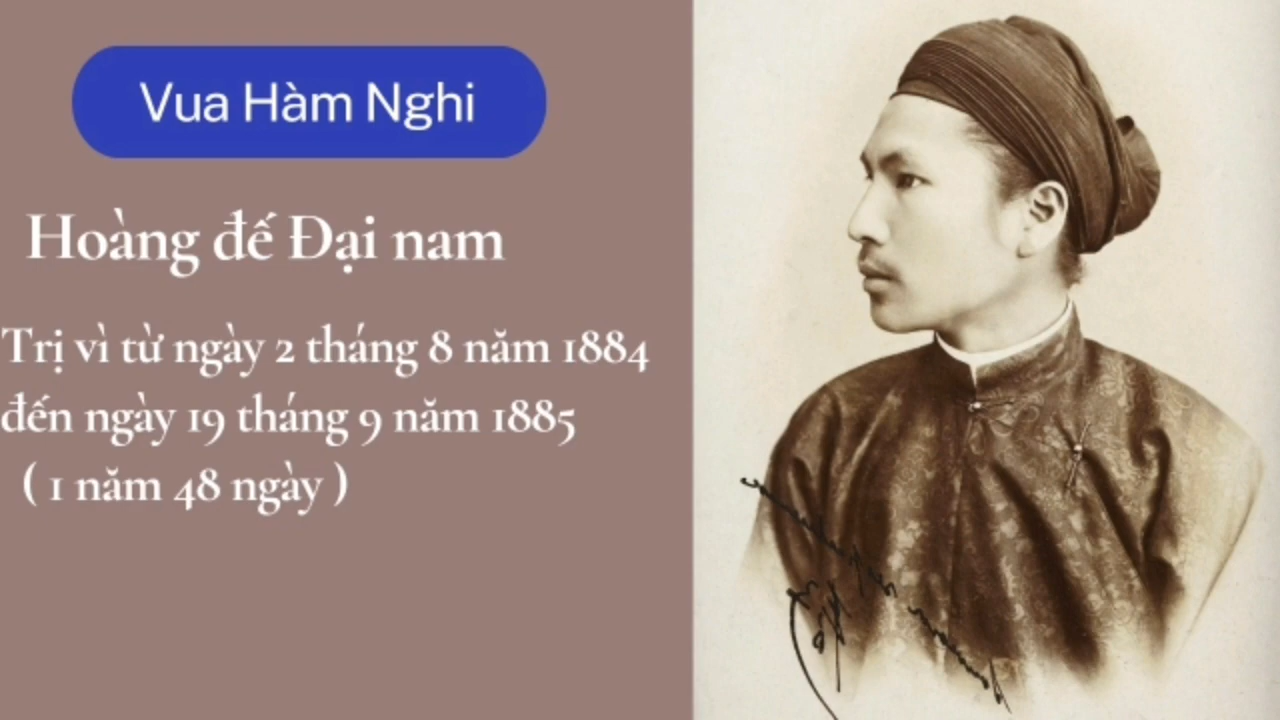 Vua Hàm Nghi
Hoàng đế Đại nam
Trị vì từ ngày 2 tháng 8 năm 1884
đến ngày 19 tháng 9 năm 1885
( 1 năm 48 ngày )